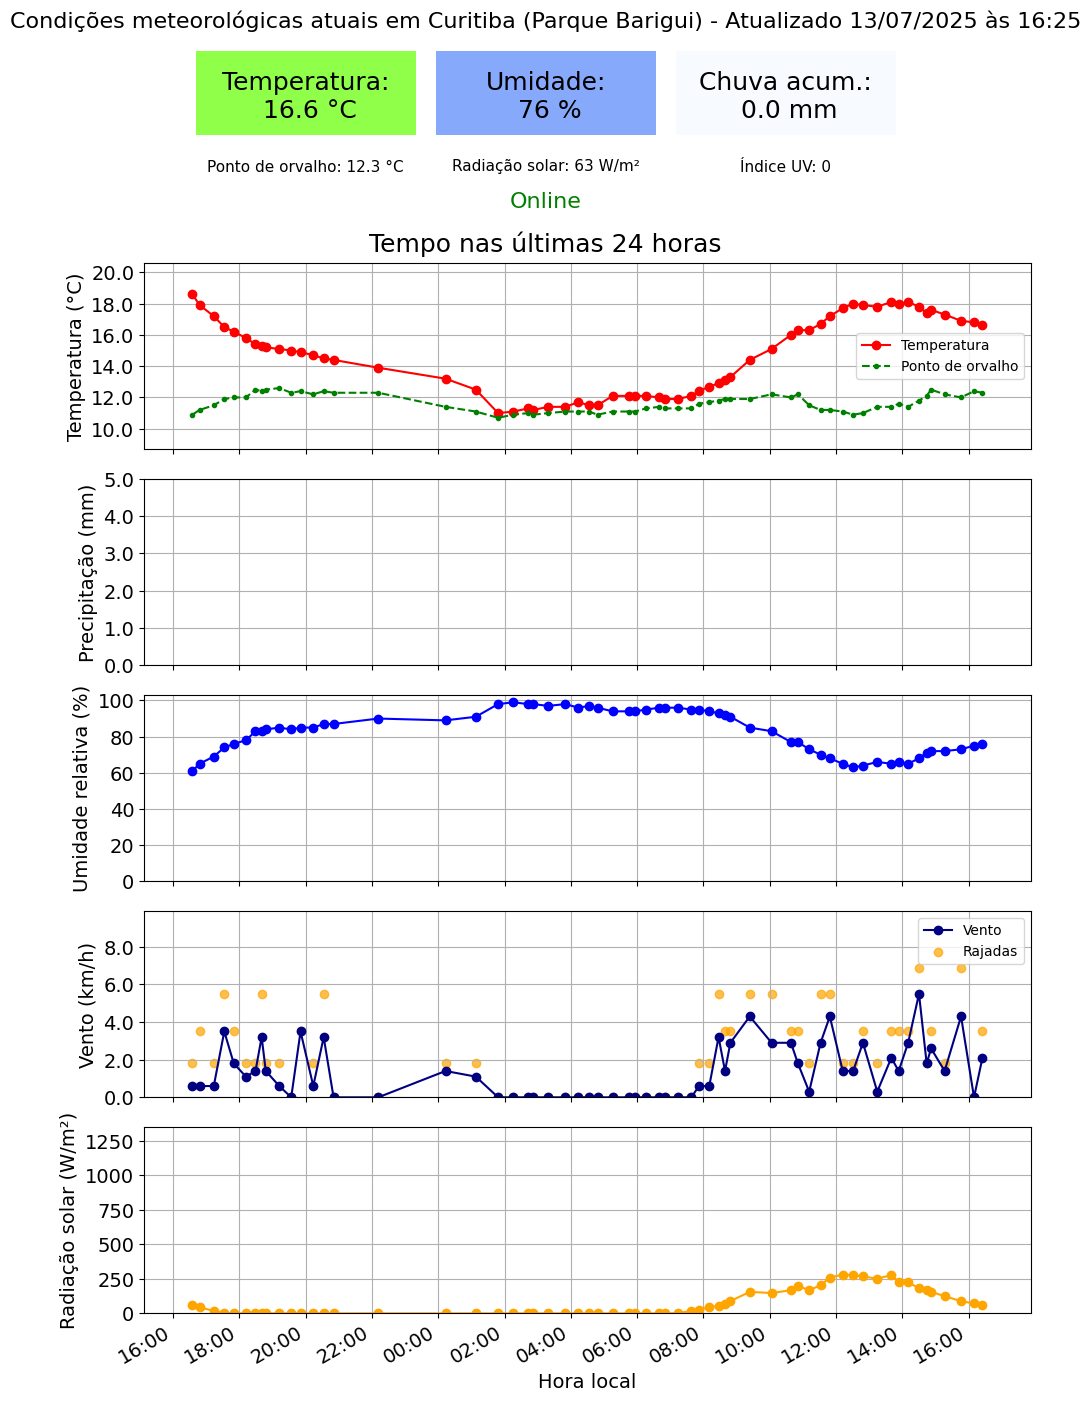 Condições meteorológicas atuais em Curitiba (Parque Barigui) - Atualizado 13/07/2025 às 16:25
Temperatura:
16.6 °C
Umidade:
76 %
Chuva acum.:
0.0 mm
Ponto de orvalho: 12.3 °C
Radiação solar: 63 W/m²
Índice UV: 0
Online
Tempo nas últimas 24 horas
Temperatura (°C)
20.0
18.0
16.0
14.0
12.0
10.0
Temperatura
Ponto de orvalho
Precipitação (mm)
5.0
4.0
3.0
2.0
1.0
0.0
Umidade relativa (%)
100
80
60
40
20
0
Vento (km/h)
8.0
6.0
4.0
2.0
0.0
Vento
Rajadas
Radiação solar (W/m²)
1250
1000
750
500
250
0
16:00
18:00
20:00
22:00
00:00
02:00
04:00
06:00
08:00
10:00
12:00
14:00
16:00
Hora local